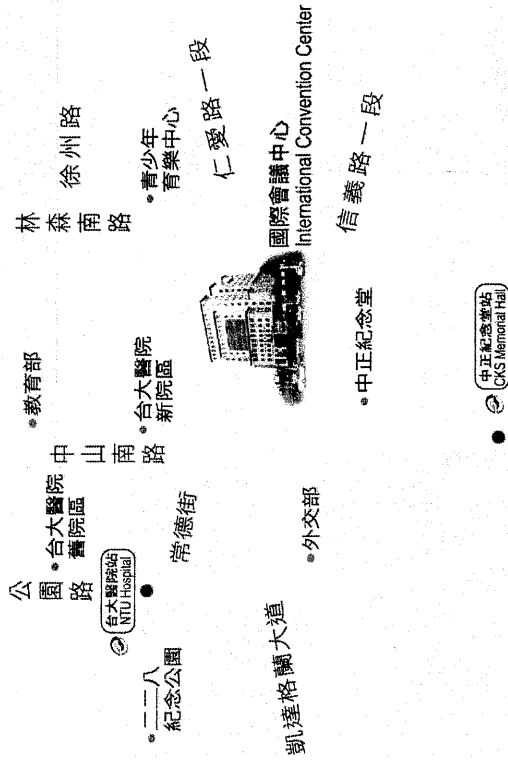 公園路
台大醫院
舊院區
教育部
林森南路
徐州路
台大醫院站
NTU Hospital
中山南路
二二八
紀念公園
常德街
台大醫院
新院區
青少年
育樂中心
仁愛路一段
凱達格蘭大道
外交部
國際會議中心
International Convention Center
中正紀念堂
信義路一段
中正紀念堂站
CKS Memorial Hall